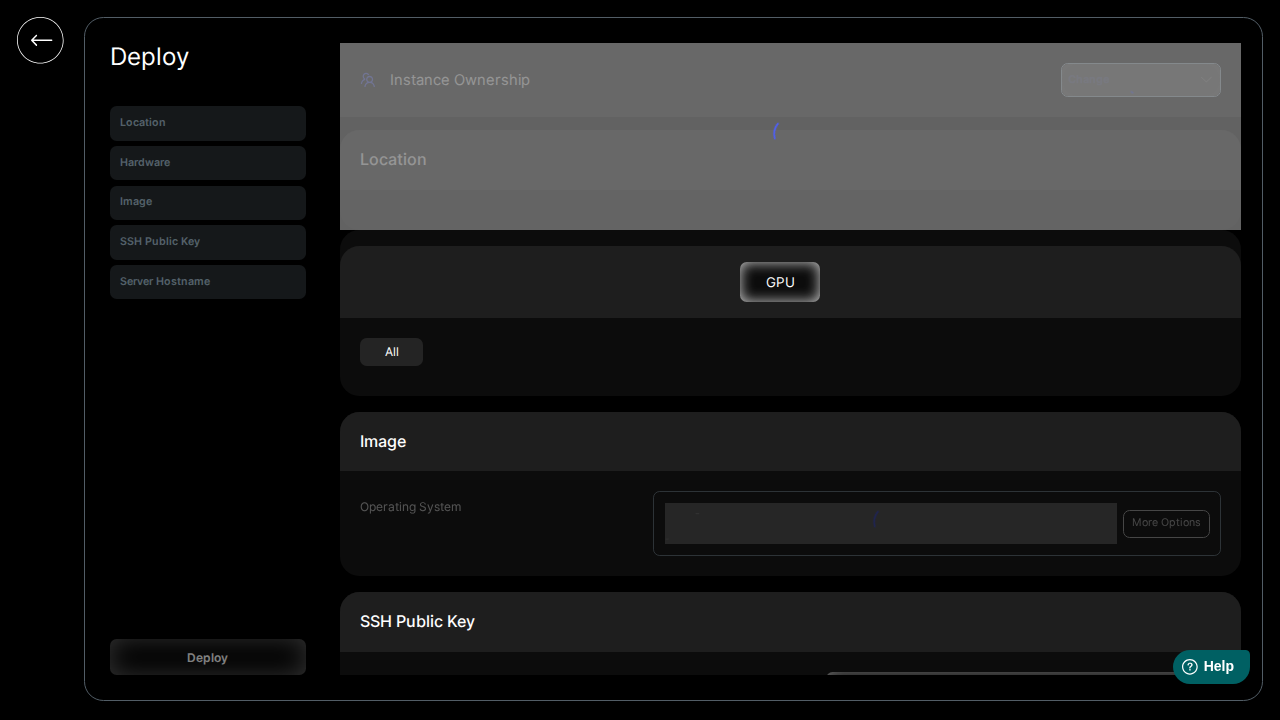 Deploy
Location
Hardware
Image
SSH Public Key
Server Hostname
Deploy
Instance Ownership
Location
GPU
All
Image
Operating System
More Options
SSH Public Key
Help